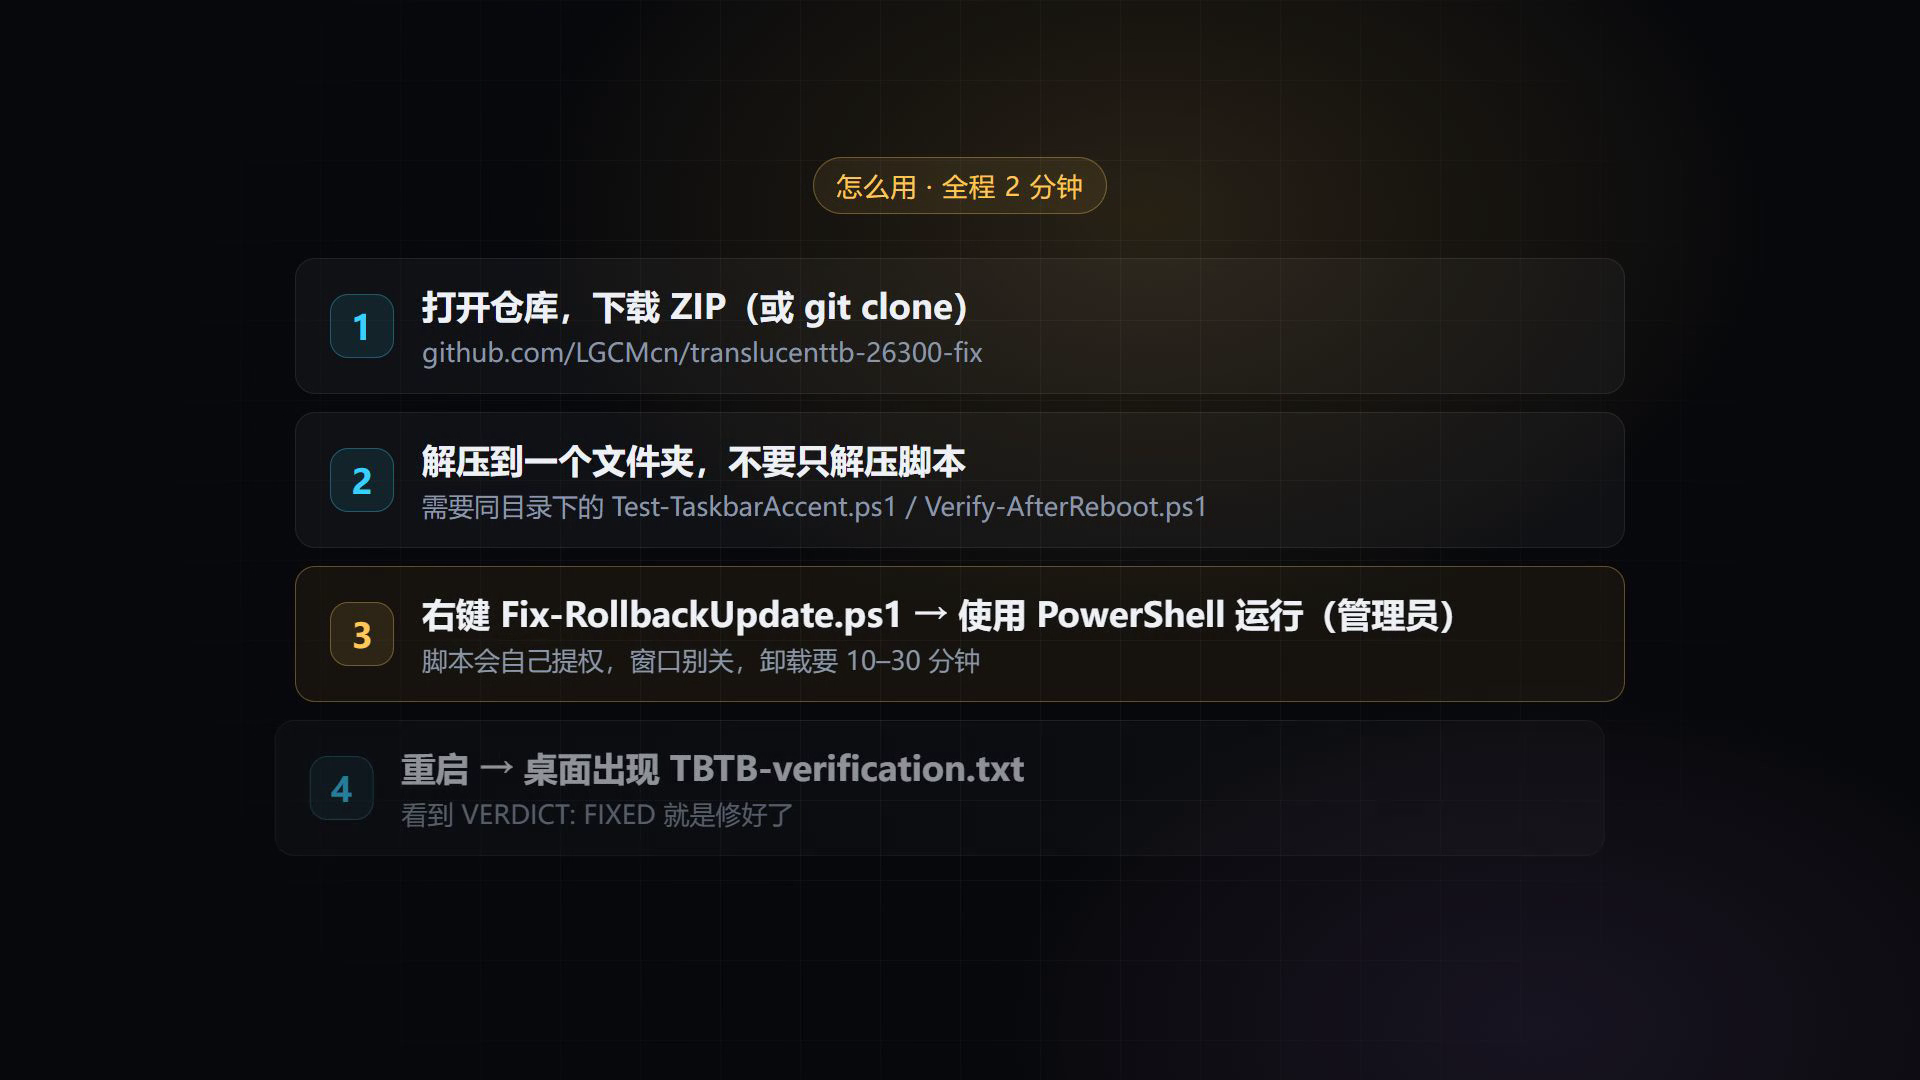 怎么用 · 全程 2 分钟
1
打开仓库，下载 ZIP（或 git clone）
github.com/LGCMcn/translucenttb-26300-fix
2
解压到一个文件夹，不要只解压脚本
需要同目录下的 Test-TaskbarAccent.ps1 / Verify-AfterReboot.ps1
3
右键 Fix-RollbackUpdate.ps1 → 使用 PowerShell 运行（管理员）
脚本会自己提权，窗口别关，卸载要 10–30 分钟
4
重启 → 桌面出现 TBTB-verification.txt
看到 VERDICT: FIXED 就是修好了